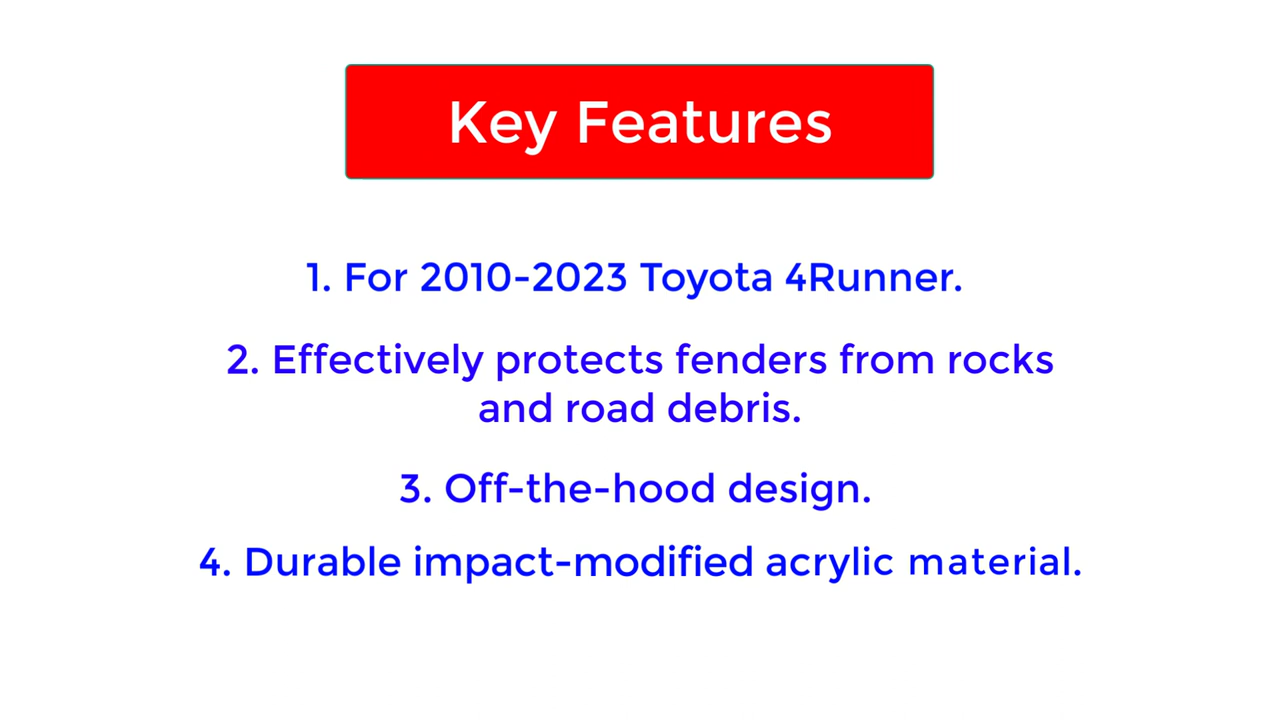 Key Features
1. For 2010-2023 Toyota 4Runner.
2. Effectively protects fenders from rocks
and road debris.
3. Off-the-hood design.
4. Durable impact-modified acrylic material.